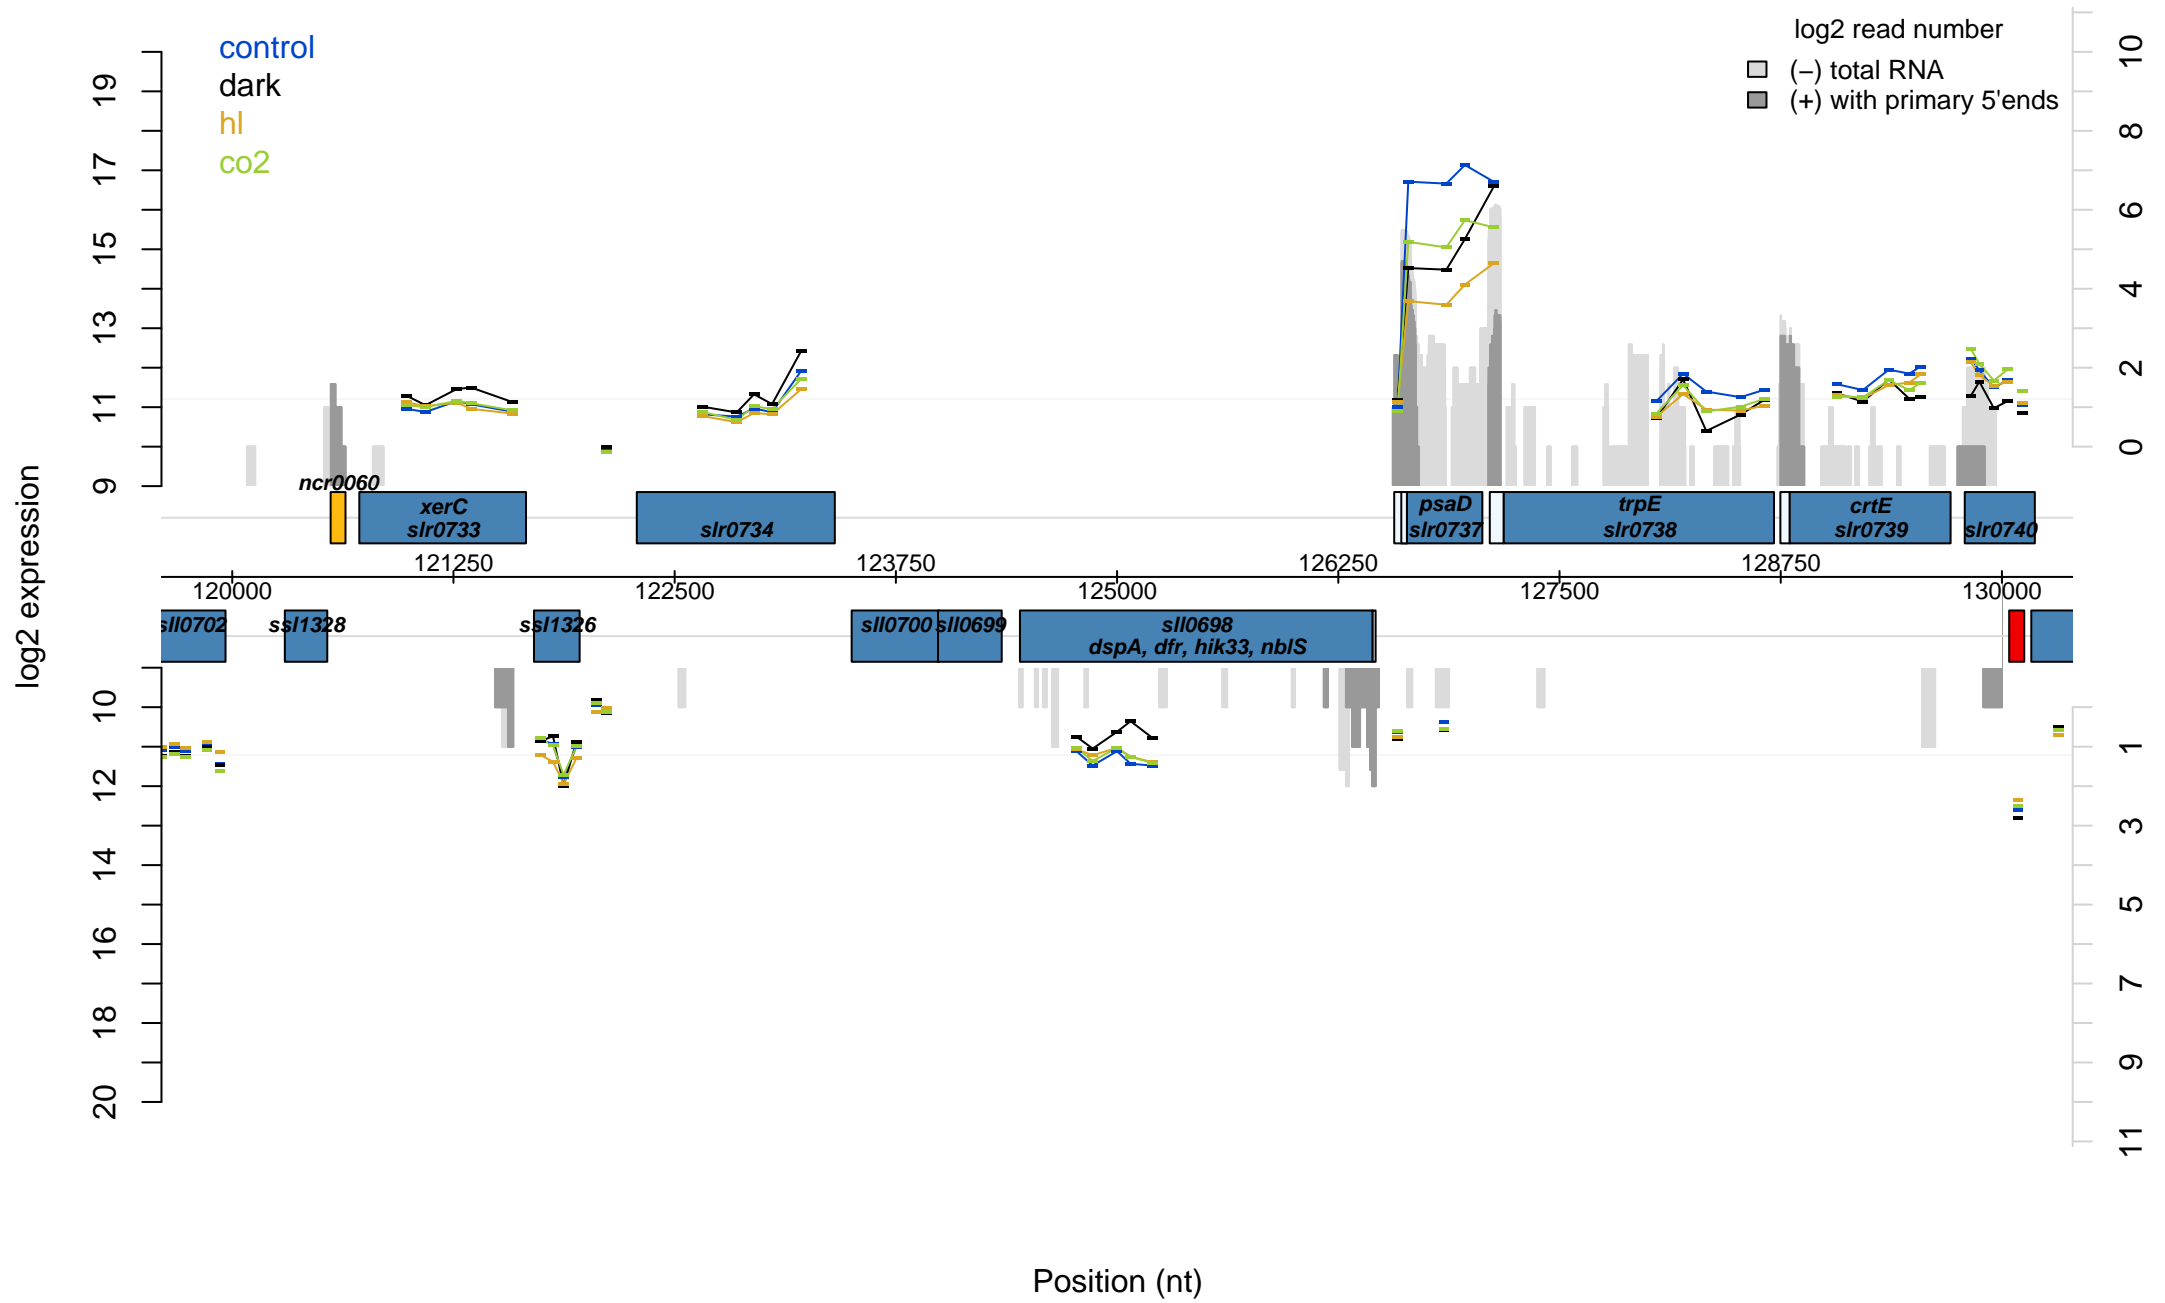 control
dark
hl
co2
log2 read number
(−) total RNA
(+) with primary 5'ends
19
17
15
13
11
9
10
8
6
4
2
0
log2 expression
ncr0060
xerC
slr0733
slr0734
psaD
slr0737
trpE
slr0738
crtE
slr0739
slr0740
121250
123750
126250
128750
120000
122500
125000
127500
130000
sll0702
ssl1328
ssl1326
sll0700
sll0699
sll0698
dspA, dfr, hik33, nblS
10
12
14
16
18
20
1
3
5
7
9
11
Position (nt)